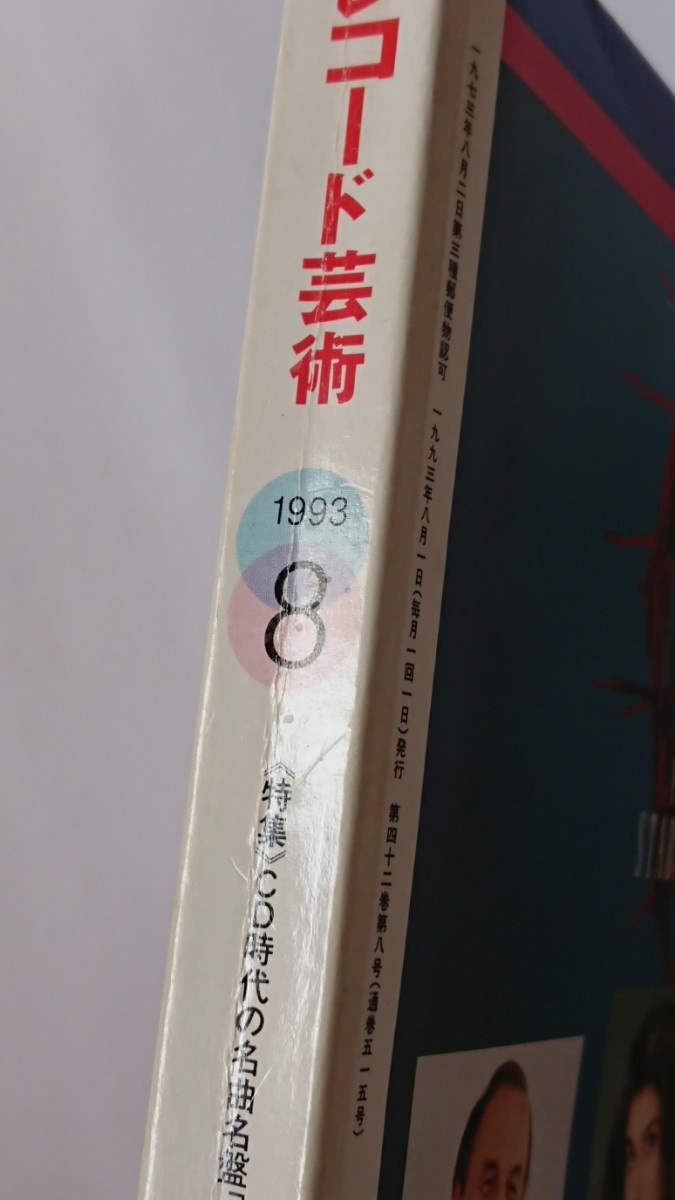 レコード芸術
1993
8
《特集》CD時代の名曲名盤
一九七三年八月二日第三種郵便物認可 一九九三年八月一日(毎月一回一日)発行 第四十二巻第八号(通巻五一五号)